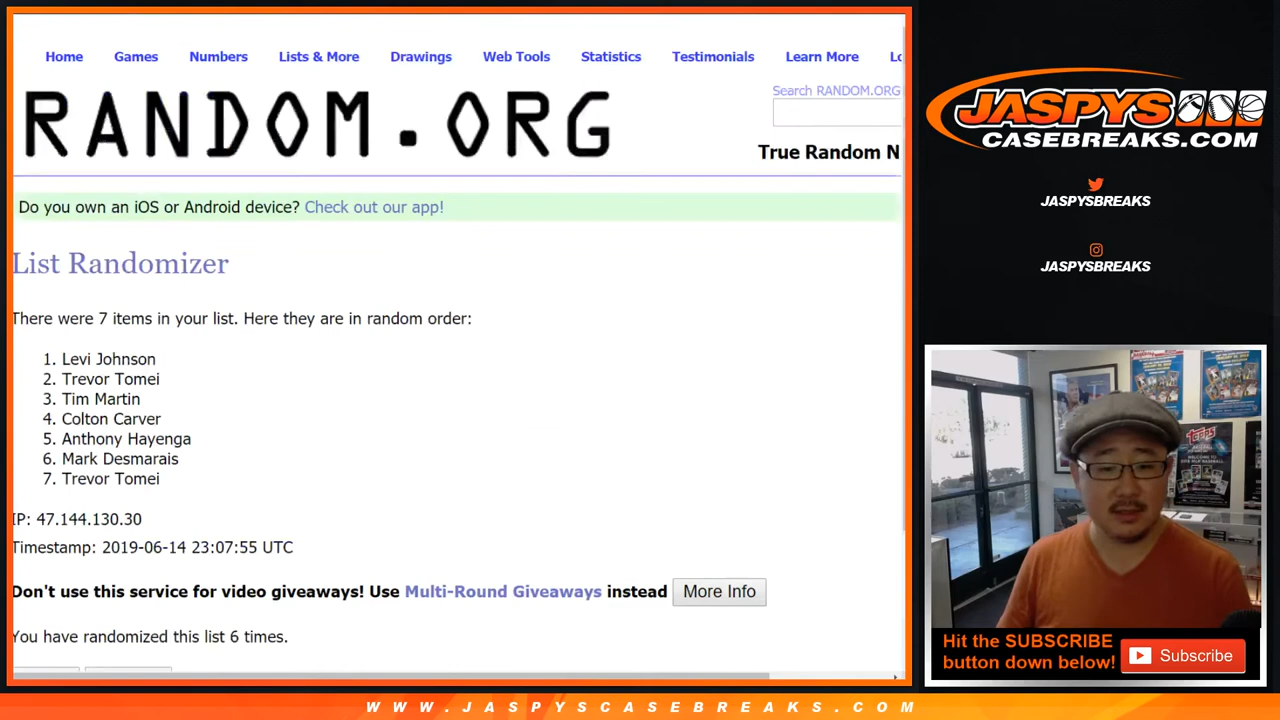 Home Games Numbers Lists & More Drawings Web Tools Statistics Testimonials Learn More
RANDOM.ORG
Search RANDOM.ORG
True Random N
Do you own an iOS or Android device? Check out our app!
List Randomizer
There were 7 items in your list. Here they are in random order:
1. Levi Johnson
2. Trevor Tomei
3. Tim Martin
4. Colton Carver
5. Anthony Hayenga
6. Mark Desmarais
7. Trevor Tomei
IP: 47.144.130.30
Timestamp: 2019-06-14 23:07:55 UTC
Don't use this service for video giveaways! Use Multi-Round Giveaways instead More Info
You have randomized this list 6 times.
JASPYS
CASEBREAKS.COM
JASPYSBREAKS
JASPYSBREAKS
topps
Hit the SUBSCRIBE
button down below!
Subscribe
WWW.JASPYSCASEBREAKS.COM